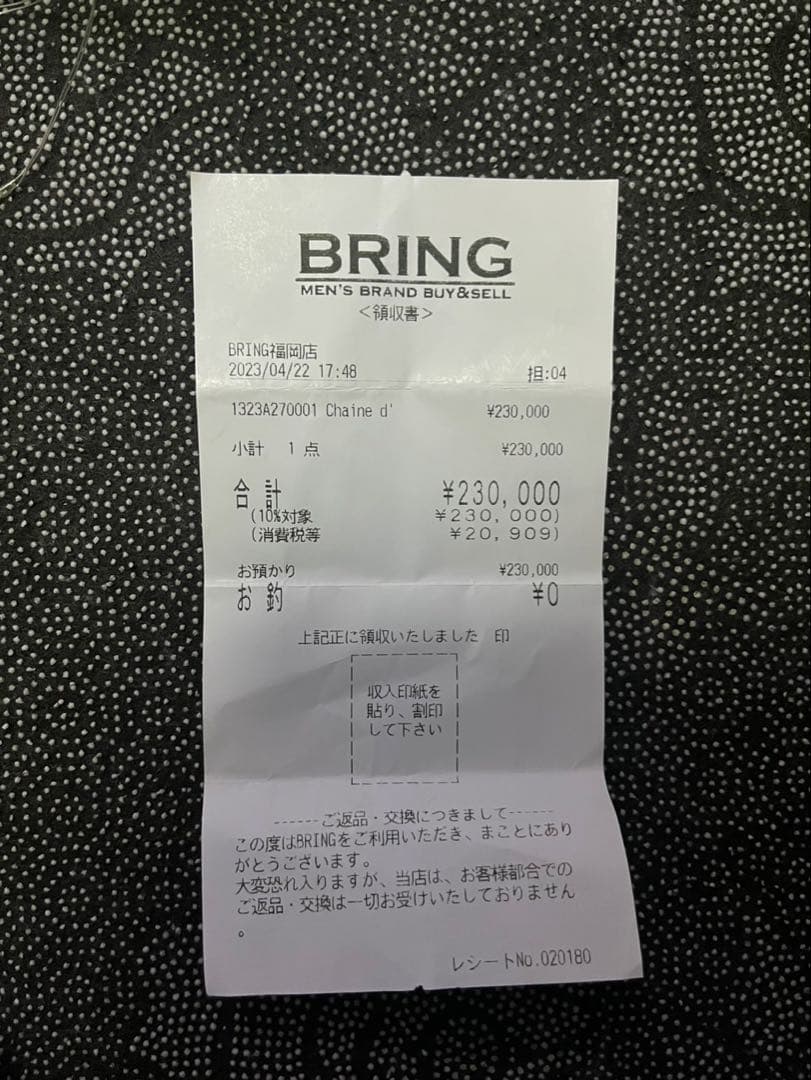 BRING
MEN'S BRAND BUY&SELL
＜領収書＞
BRING福岡店
2023/04/22 17:48 担:04
1323A270001 Chaine d' ¥230,000
小計 1 点 ¥230,000
合 計 ¥230,000
(10%対象 ¥230,000)
(消費税等 ¥20,909)
お預かり ¥230,000
お 釣 ¥0
上記正に領収いたしました 印
収入印紙を
貼り、割印
して下さい
------ご返品・交換につきまして------
この度はBRINGをご利用いただき、まことにあり
がとうございます。
大変恐れ入りますが、当店は、お客様都合での
ご返品・交換は一切お受けいたしておりません
。
レシートNo.020180